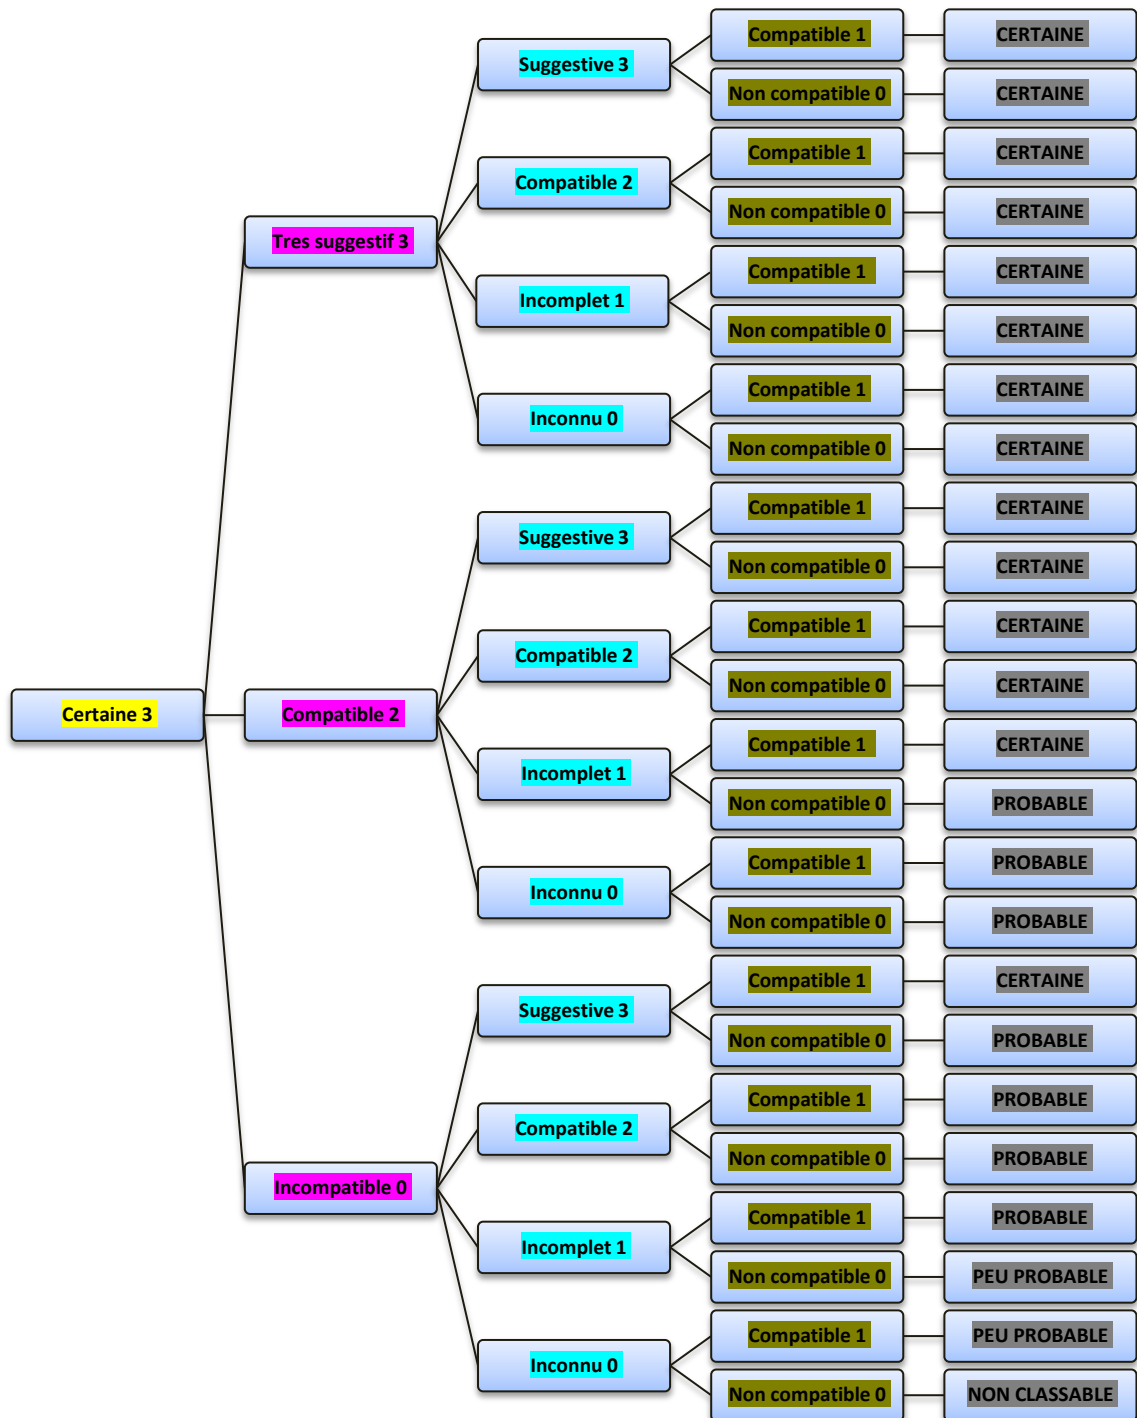 Compatible 1
CERTAINE
Suggestive 3
Non compatible 0
CERTAINE
Compatible 1
CERTAINE
Compatible 2
Non compatible 0
CERTAINE
Tres suggestif 3
Compatible 1
CERTAINE
Incomplet 1
Non compatible 0
CERTAINE
Compatible 1
CERTAINE
Inconnu 0
Non compatible 0
CERTAINE
Compatible 1
CERTAINE
Suggestive 3
Non compatible 0
CERTAINE
Compatible 1
CERTAINE
Compatible 2
Non compatible 0
CERTAINE
Certaine 3
Compatible 2
Compatible 1
CERTAINE
Incomplet 1
Non compatible 0
PROBABLE
Compatible 1
PROBABLE
Inconnu 0
Non compatible 0
PROBABLE
Compatible 1
CERTAINE
Suggestive 3
Non compatible 0
PROBABLE
Compatible 1
PROBABLE
Compatible 2
Non compatible 0
PROBABLE
Incompatible 0
Compatible 1
PROBABLE
Incomplet 1
Non compatible 0
PEU PROBABLE
Compatible 1
PEU PROBABLE
Inconnu 0
Non compatible 0
NON CLASSABLE